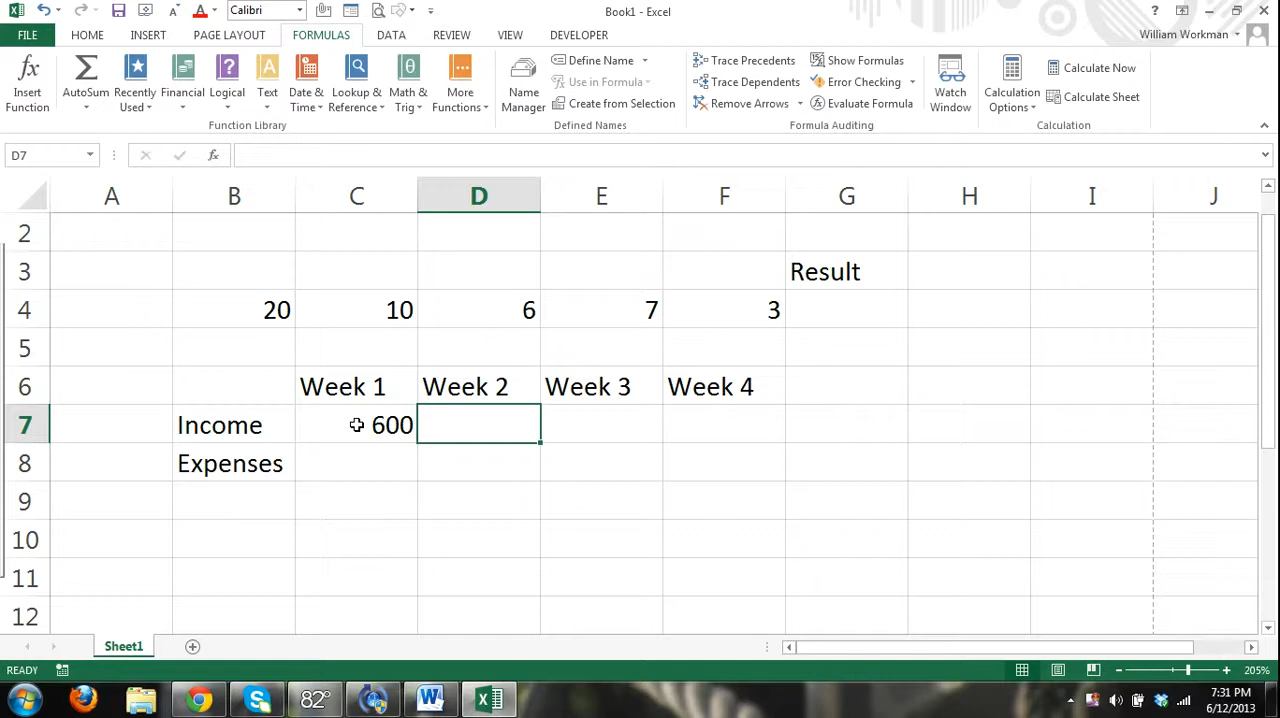 Calibri
Book1 - Excel
?
FILE HOME INSERT PAGE LAYOUT FORMULAS DATA REVIEW VIEW DEVELOPER William Workman
fx Σ ? A θ
Insert Function
AutoSum
Recently Used
Financial
Logical
Text
Date & Time
Lookup & Reference
Math & Trig
More Functions
Function Library
Name Manager
Define Name
Use in Formula
Create from Selection
Defined Names
Trace Precedents
Trace Dependents
Remove Arrows
Show Formulas
Error Checking
Evaluate Formula
Formula Auditing
Watch Window
Calculation Options
Calculate Now
Calculate Sheet
Calculation
D7 fx
A B C D E F G H I J
2
3 Result
4 20 10 6 7 3
5
6 Week 1 Week 2 Week 3 Week 4
7 Income 600
8 Expenses
9
10
11
12
Sheet1
READY 205%
82° 7:31 PM
6/12/2013